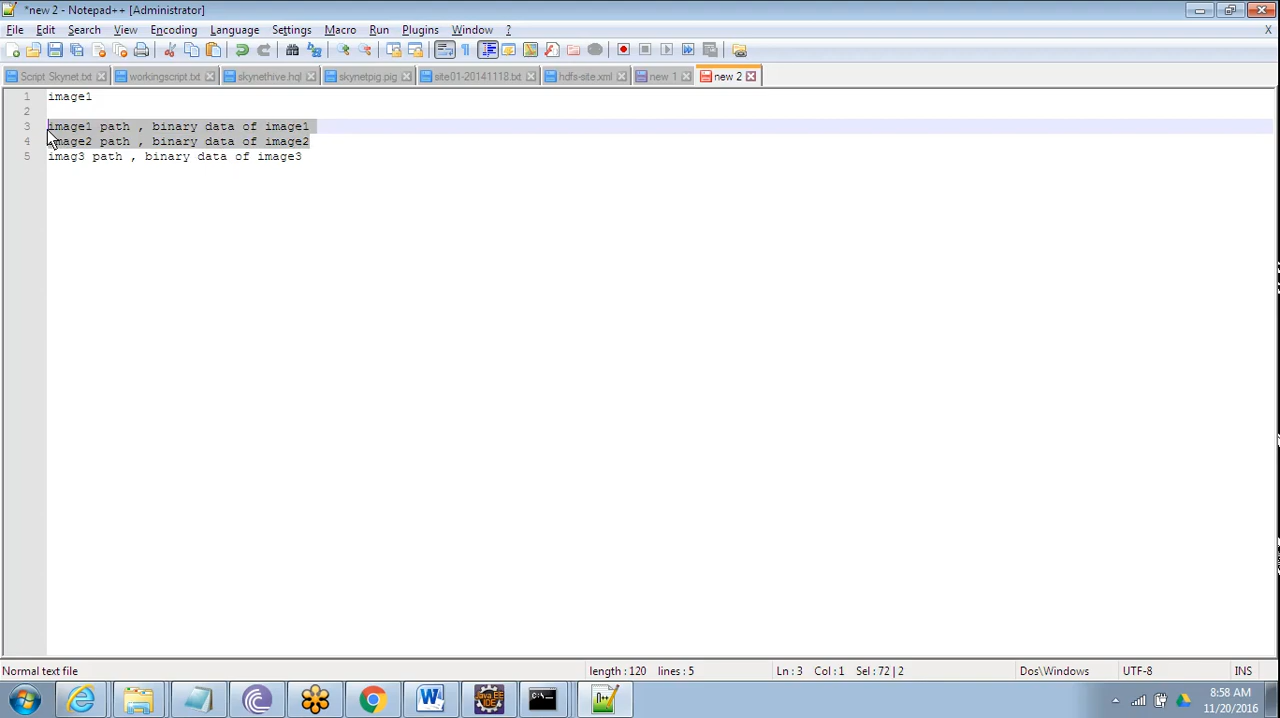 *new 2 - Notepad++ [Administrator]
File Edit Search View Encoding Language Settings Macro Run Plugins Window ? X
Script Skynet.txt workingscript.txt skynethive.hql skynetpig.pig site01-20141118.txt hdfs-site.xml new 1 new 2
1 image1
2
3 image1 path , binary data of image1
4 image2 path , binary data of image2
5 imag3 path , binary data of image3
Normal text file length : 120 lines : 5 Ln : 3 Col : 1 Sel : 72 | 2 Dos\Windows UTF-8 INS
8:58 AM
11/20/2016